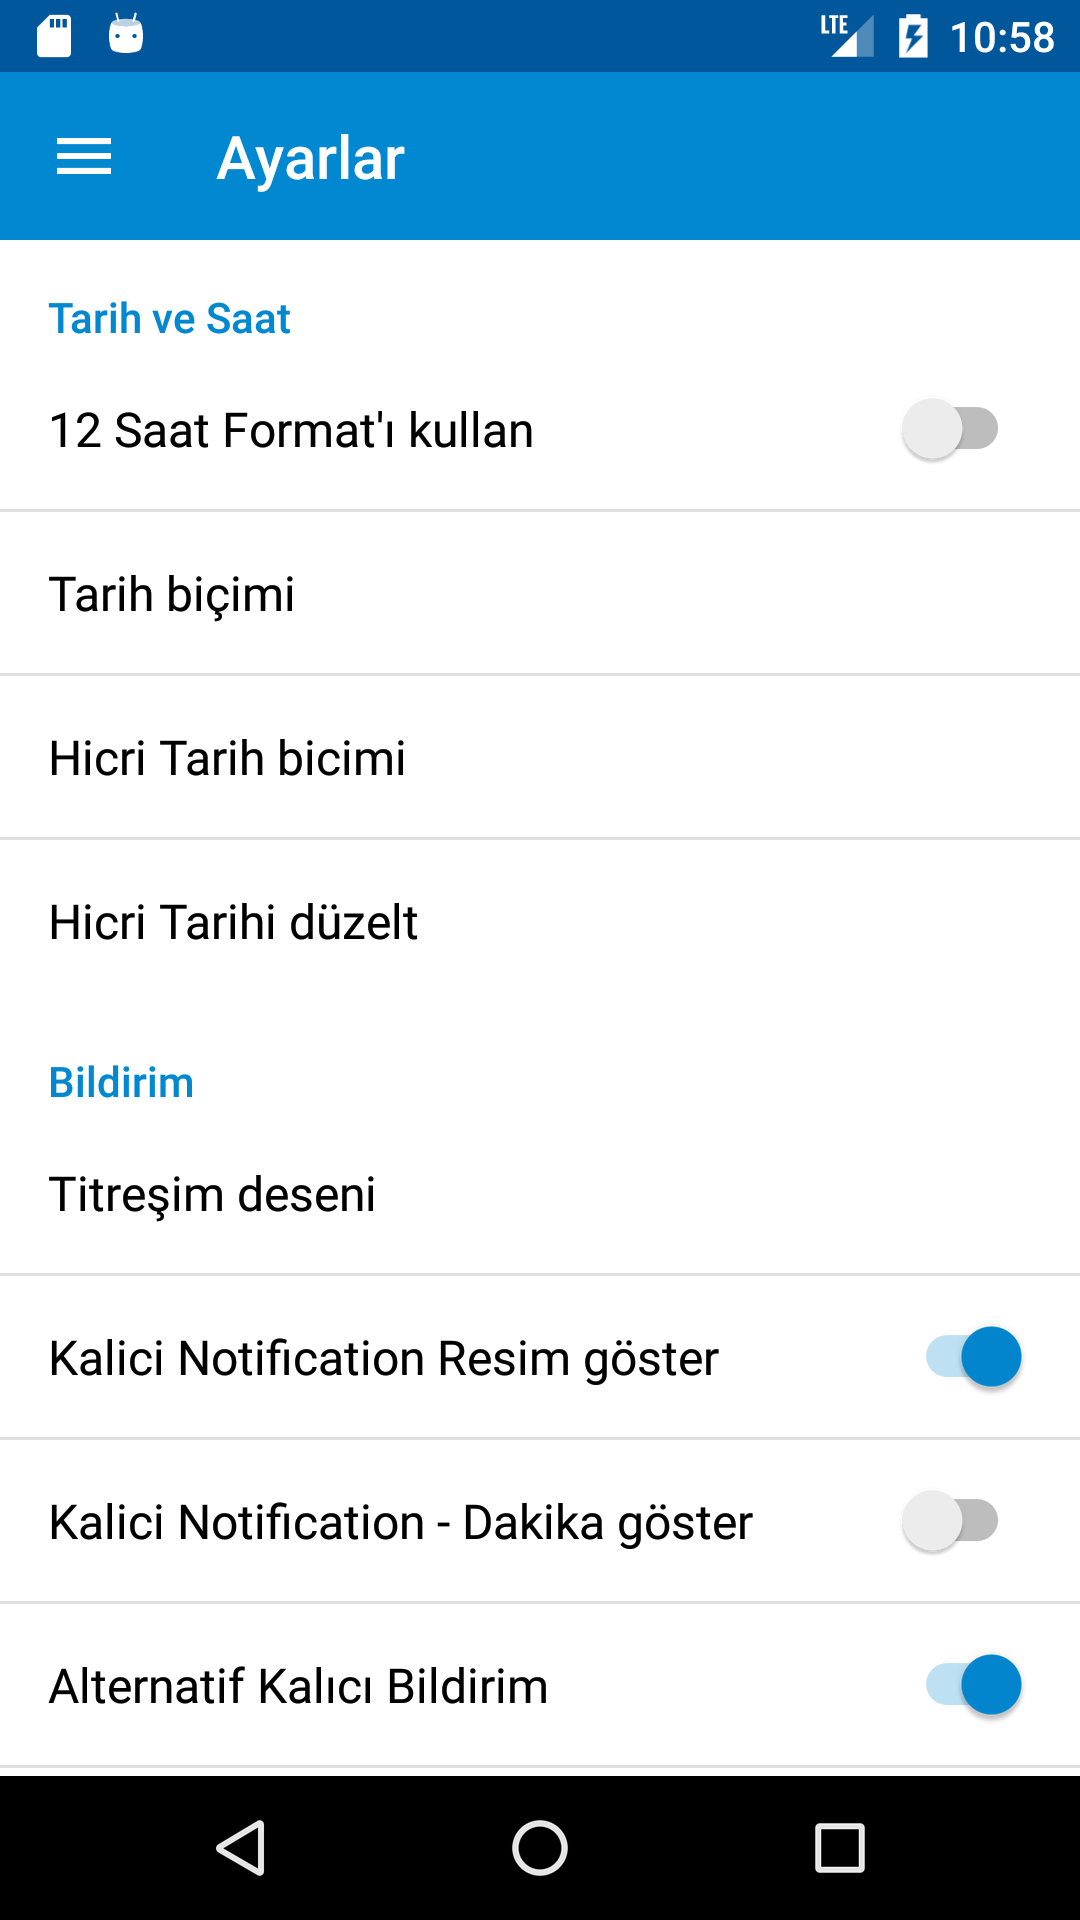 LTE 10:58
Ayarlar
Tarih ve Saat
12 Saat Format'ı kullan
Tarih biçimi
Hicri Tarih bicimi
Hicri Tarihi düzelt
Bildirim
Titreşim deseni
Kalici Notification Resim göster
Kalici Notification - Dakika göster
Alternatif Kalıcı Bildirim